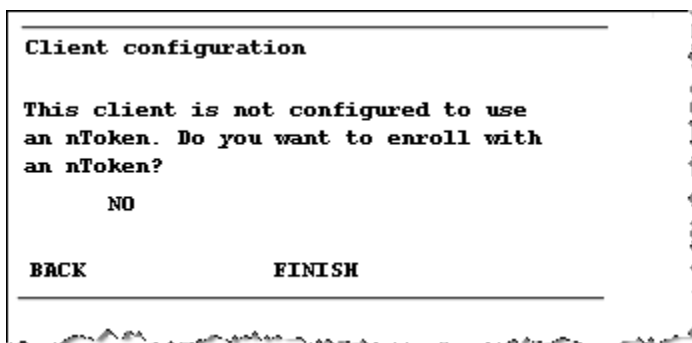 Client configuration
This client is not configured to use
an nToken. Do you want to enroll with
an nToken?
NO
BACK FINISH